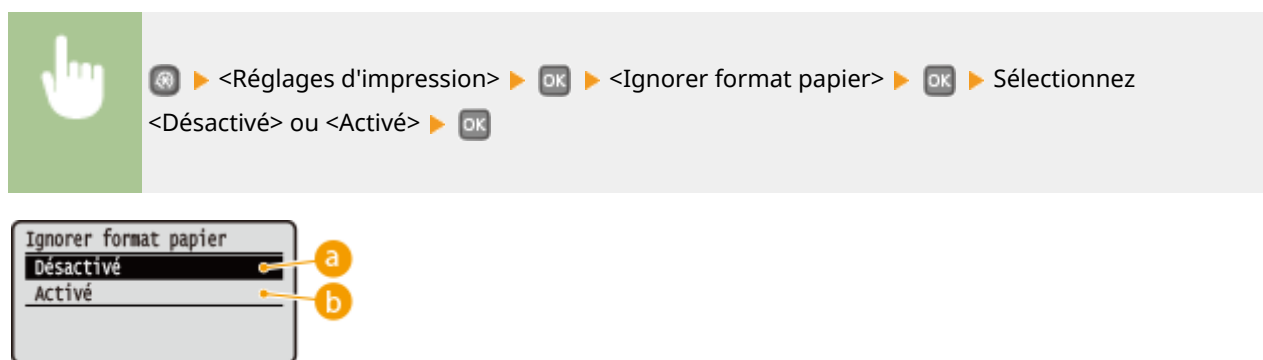 ▶ <Réglages d'impression> ▶ OK ▶ <Ignorer format papier> ▶ OK ▶ Sélectionnez
<Désactivé> ou <Activé> ▶ OK
Ignorer format papier
Désactivé
a
Activé
b